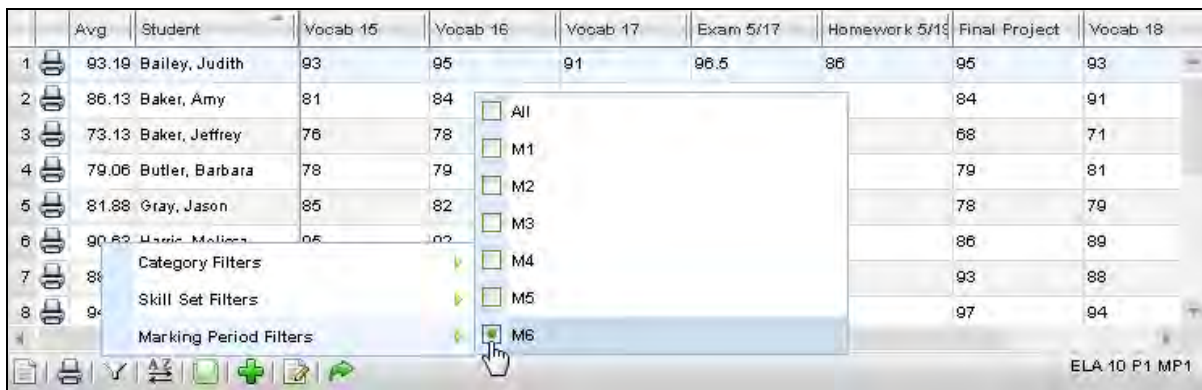 Avg Student Vocab 15 Vocab 16 Vocab 17 Exam 5/17 Homework 5/19 Final Project Vocab 18
1 93.19 Bailey, Judith 93 95 91 96.5 86 95 93
2 86.13 Baker, Amy 81 84 84 91
All
3 73.13 Baker, Jeffrey 76 78 68 71
M1
4 79.06 Butler, Barbara 78 79 79 81
M2
5 81.88 Gray, Jason 85 82 78 79
M3
6 86 89
Category Filters
M4
7 88 93 88
Skill Set Filters
M5
8 94 97 94
Marking Period Filters
M6
ELA 10 P1 MP1